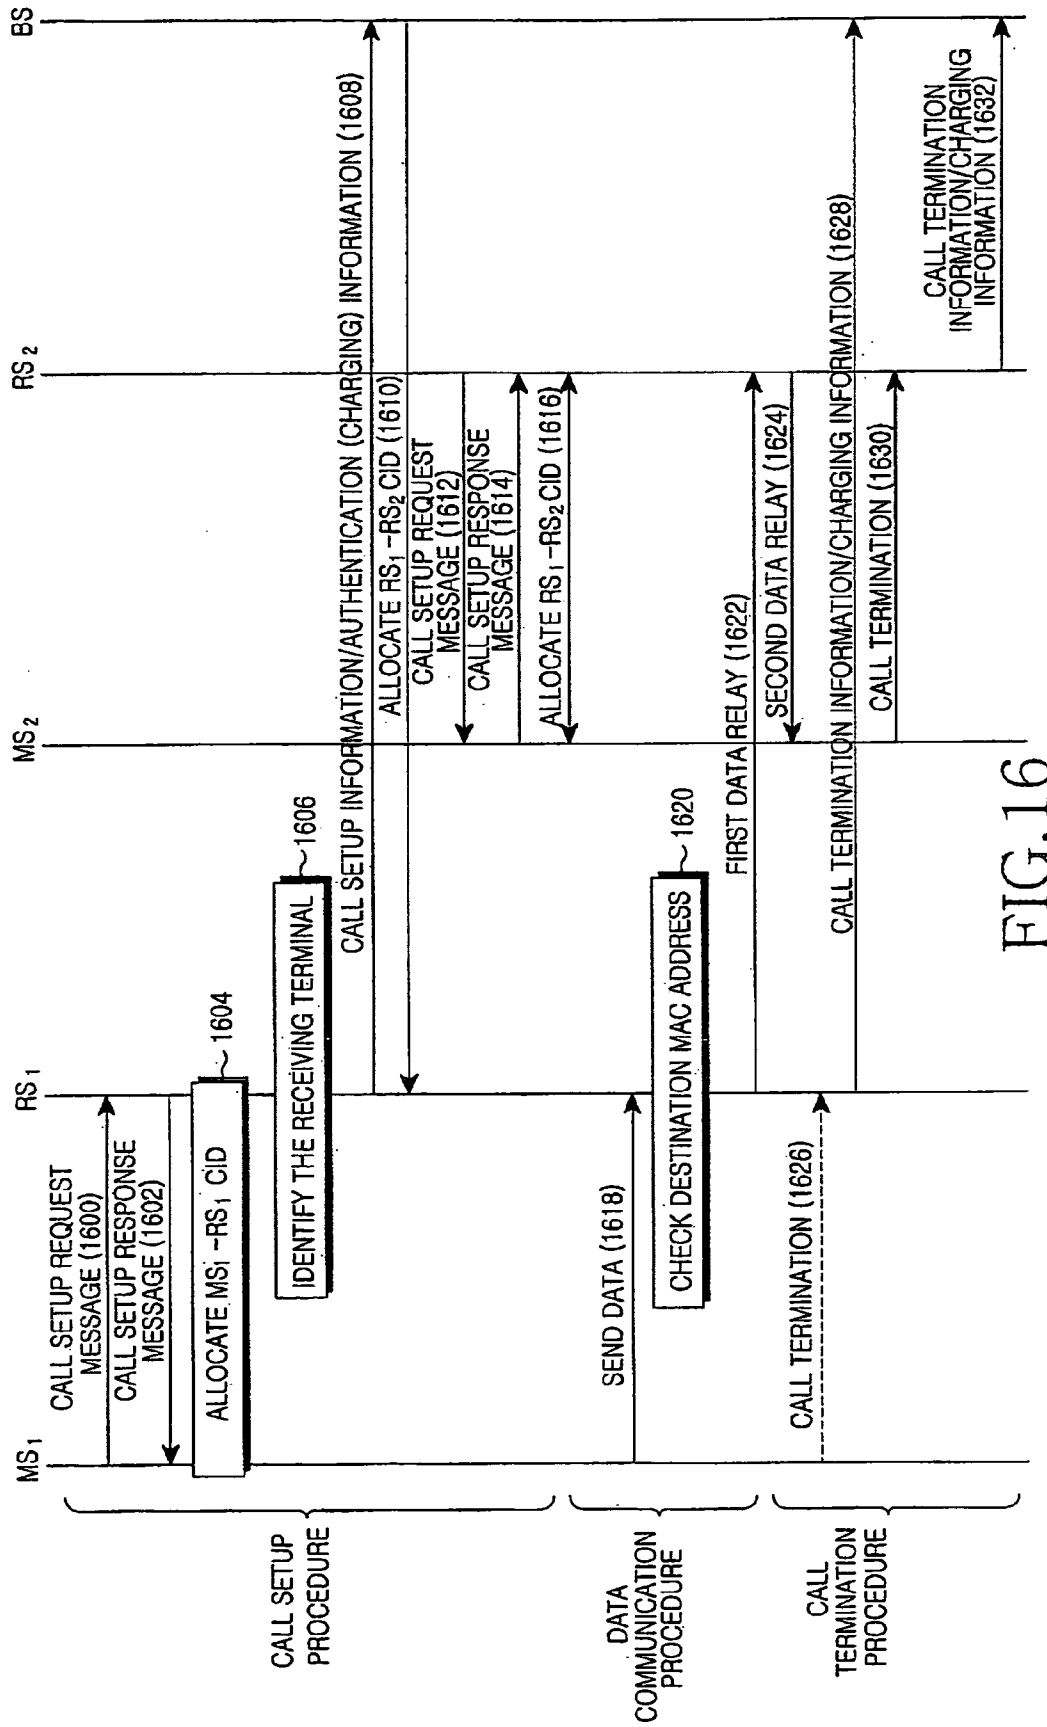 MS1
RS1
MS2
RS2
BS
CALL SETUP
PROCEDURE
CALL SETUP REQUEST
MESSAGE (1600)
CALL SETUP RESPONSE
MESSAGE (1602)
ALLOCATE MS1 -RS1 CID
1604
IDENTIFY THE RECEIVING TERMINAL
1606
CALL SETUP INFORMATION/AUTHENTICATION (CHARGING) INFORMATION (1608)
ALLOCATE RS1 -RS2 CID (1610)
CALL SETUP REQUEST
MESSAGE (1612)
CALL SETUP RESPONSE
MESSAGE (1614)
ALLOCATE RS1 -RS2 CID (1616)
DATA
COMMUNICATION
PROCEDURE
SEND DATA (1618)
CHECK DESTINATION MAC ADDRESS
1620
FIRST DATA RELAY (1622)
SECOND DATA RELAY (1624)
CALL
TERMINATION
PROCEDURE
CALL TERMINATION (1626)
CALL TERMINATION INFORMATION/CHARGING INFORMATION (1628)
CALL TERMINATION (1630)
CALL TERMINATION
INFORMATION/CHARGING
INFORMATION (1632)
FIG.16